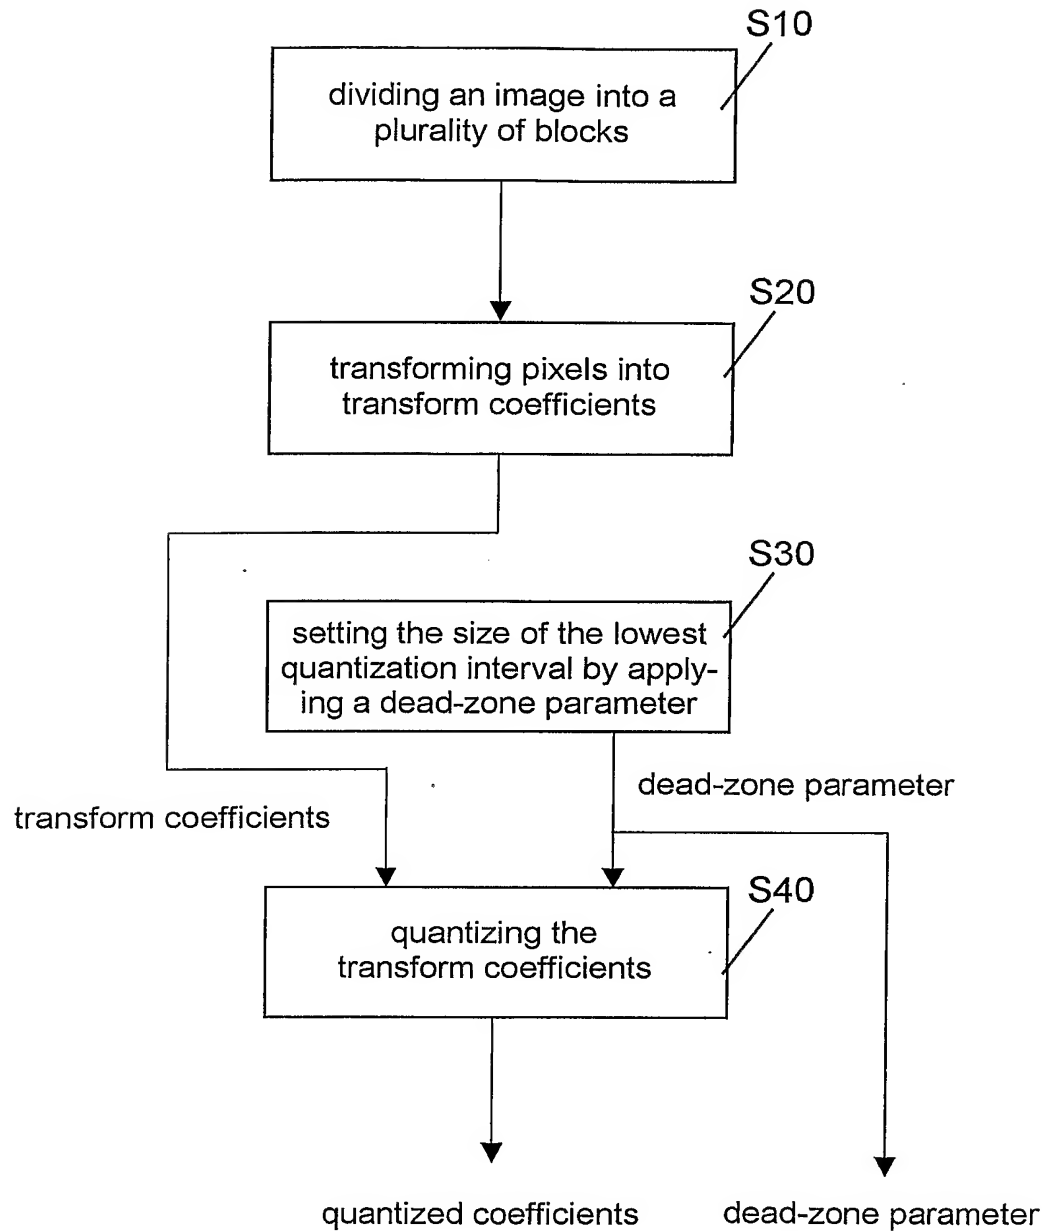 S10
dividing an image into a
plurality of blocks
S20
transforming pixels into
transform coefficients
S30
setting the size of the lowest
quantization interval by apply-
ing a dead-zone parameter
dead-zone parameter
transform coefficients
S40
quantizing the
transform coefficients
quantized coefficients
dead-zone parameter